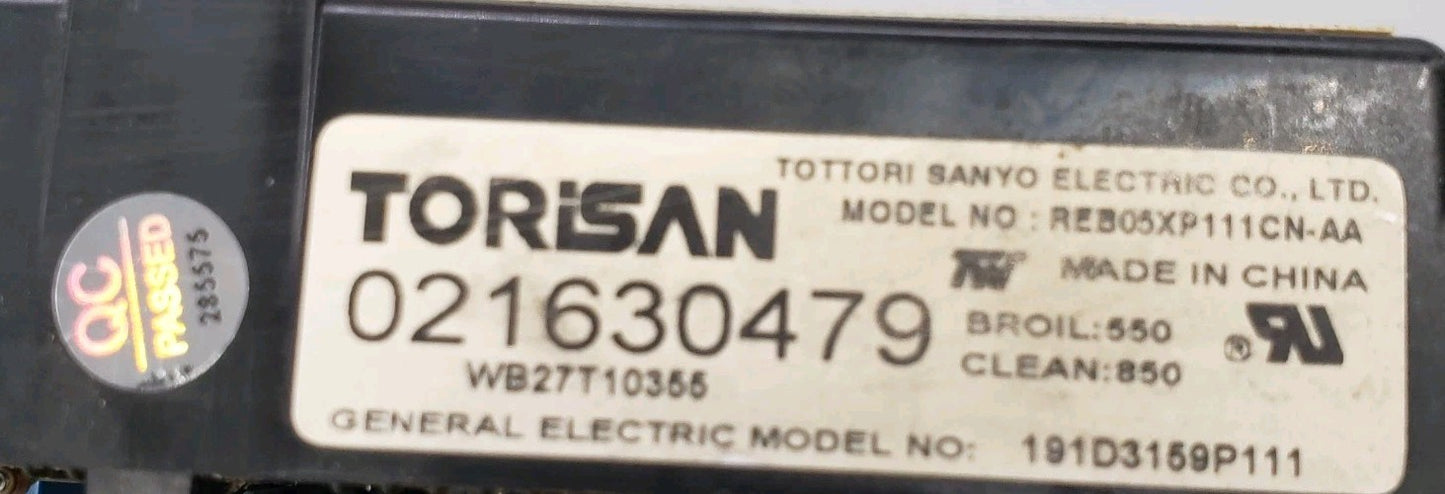 TOTTORI SANYO ELECTRIC CO., LTD.
TORiSAN
MODEL NO : REB05XP111CN-AA
MADE IN CHINA
021630479
BROIL:550
CLEAN:850
WB27T10355
GENERAL ELECTRIC MODEL NO: 191D3159P111
QC
PASSED
285575